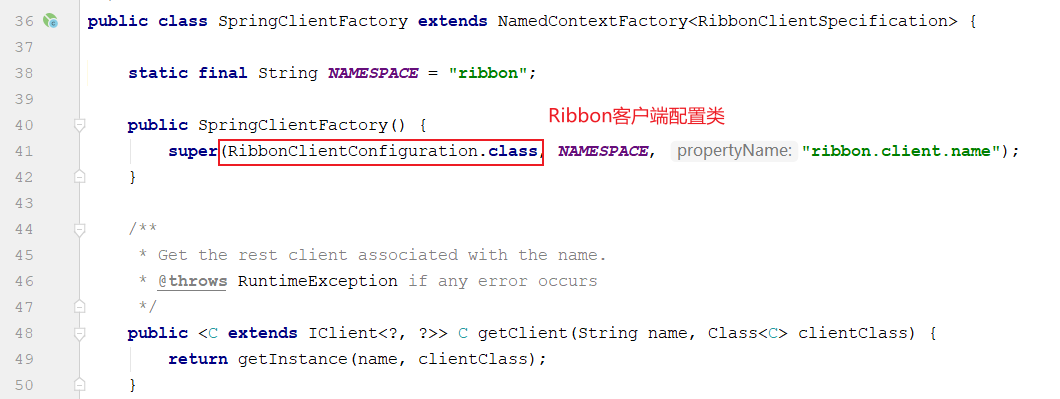 36 public class SpringClientFactory extends NamedContextFactory<RibbonClientSpecification> {
37
38 static final String NAMESPACE = "ribbon";
39
Ribbon客户端配置类
40 public SpringClientFactory() {
41 super(RibbonClientConfiguration.class, NAMESPACE, propertyName: "ribbon.client.name");
42 }
43
44 /**
45 * Get the rest client associated with the name.
46 * @throws RuntimeException if any error occurs
47 */
48 public <C extends IClient<?, ?>> C getClient(String name, Class<C> clientClass) {
49 return getInstance(name, clientClass);
50 }